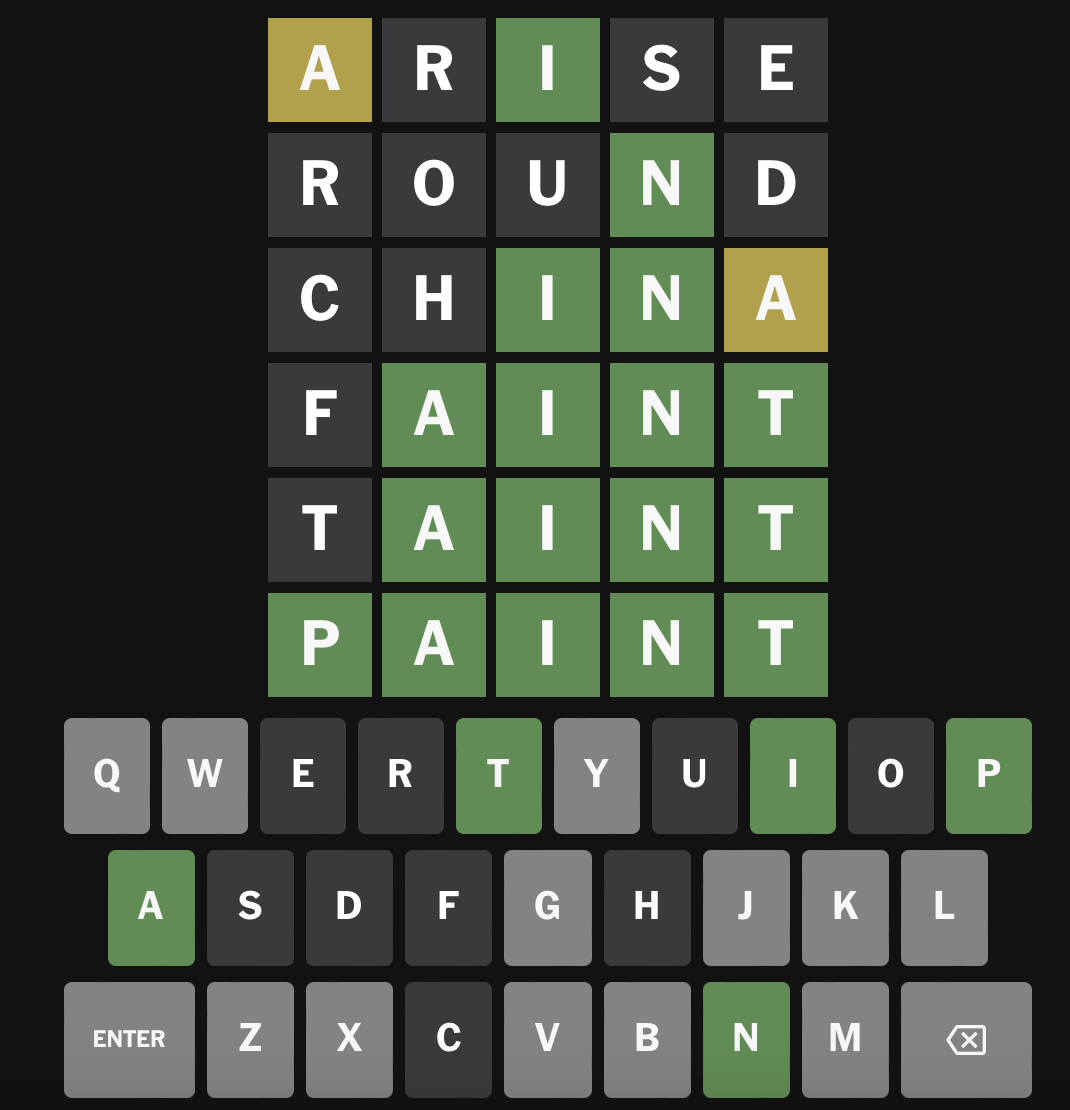 A R I S E
R O U N D
C H I N A
F A I N T
T A I N T
P A I N T
Q W E R T Y U I O P
A S D F G H J K L
ENTER Z X C V B N M